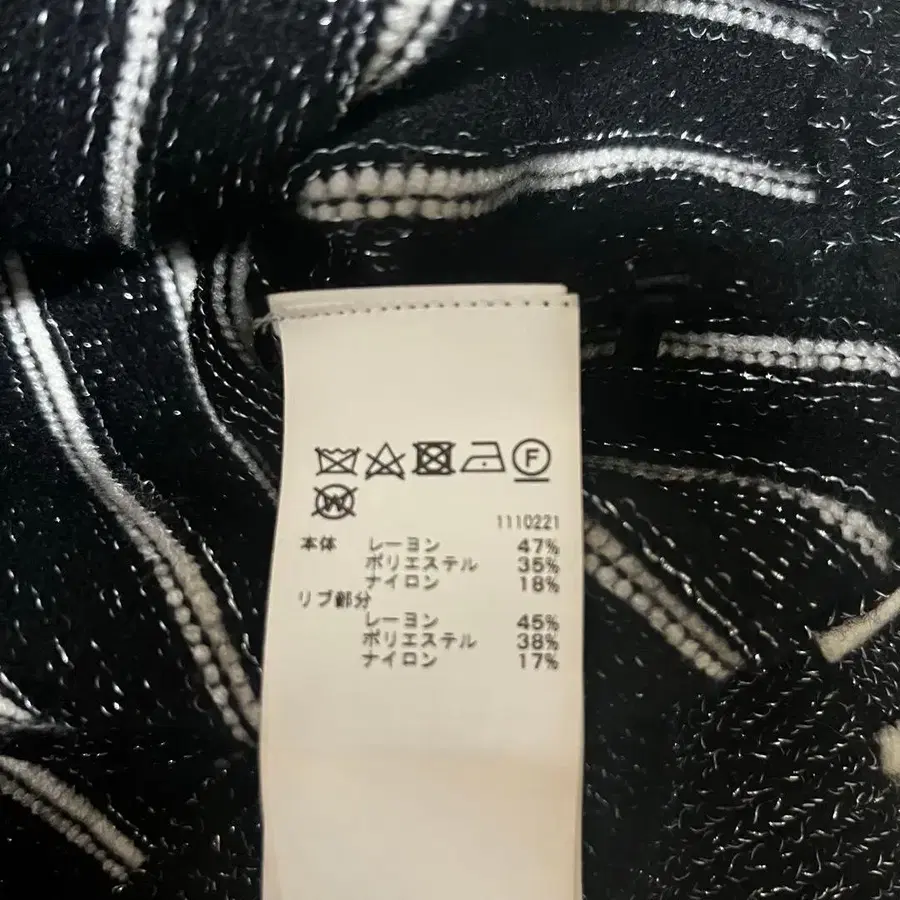 F
W
1110221
本体 レーヨン 47%
ポリエステル 35%
ナイロン 18%
リブ部分
レーヨン 45%
ポリエステル 38%
ナイロン 17%